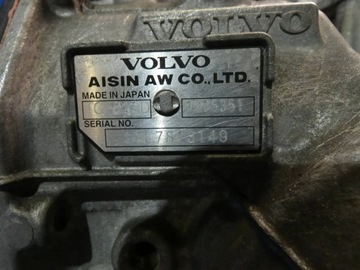 VOLVO
VOLVO
AISIN AW CO.,LTD.
MADE IN JAPAN
SERIAL NO.